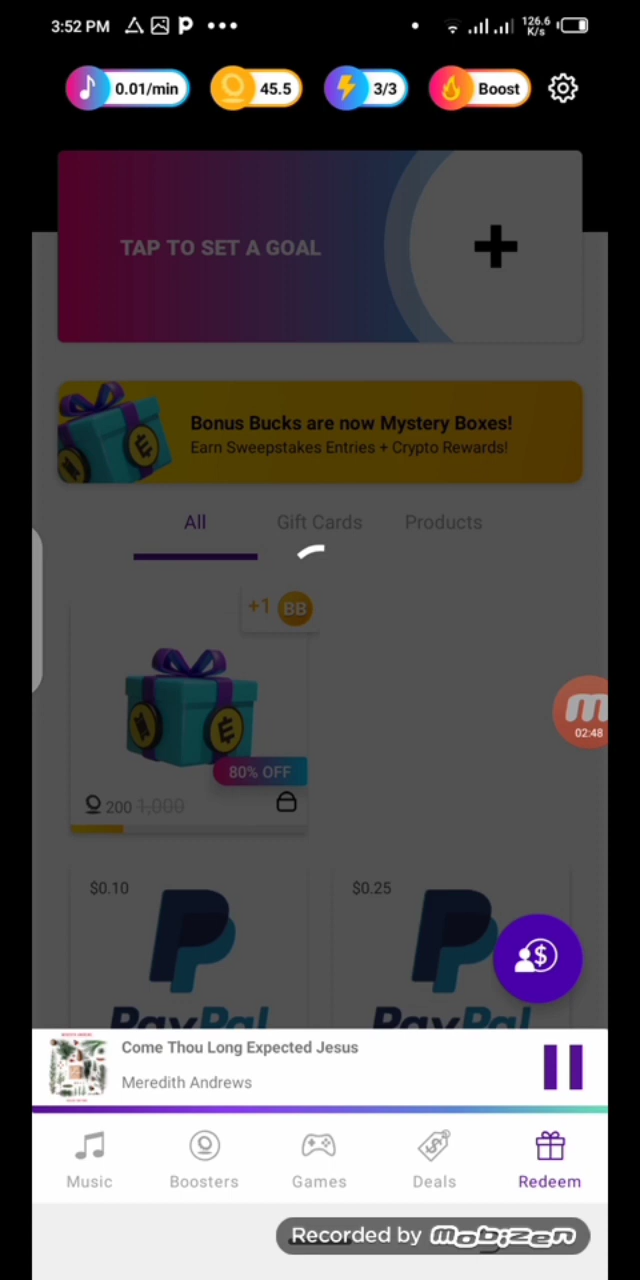 3:52 PM
126.6
K/s
0.01/min
45.5
3/3
Boost
TAP TO SET A GOAL
Bonus Bucks are now Mystery Boxes!
Earn Sweepstakes Entries + Crypto Rewards!
All
Gift Cards
Products
+1 BB
80% OFF
200 1,000
02:48
$0.10
$0.25
PayPal
PayPal
Come Thou Long Expected Jesus
Meredith Andrews
Music
Boosters
Games
Deals
Redeem
Recorded by Mobizen